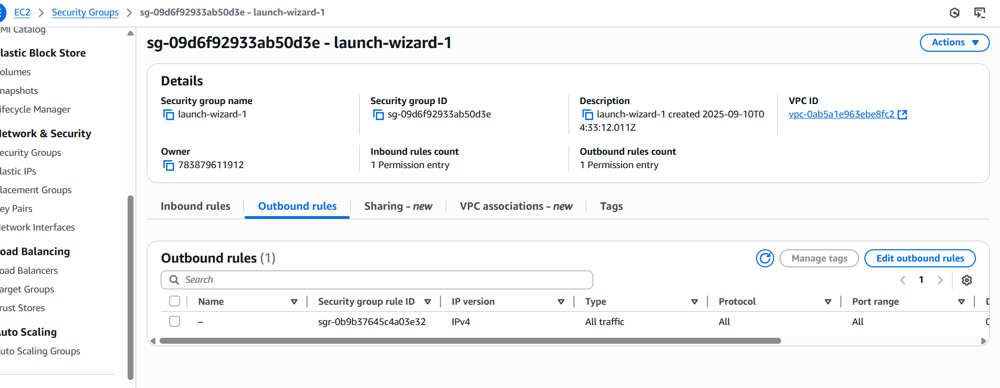 EC2 > Security Groups > sg-09d6f92933ab50d3e - launch-wizard-1
MI Catalog
lastic Block Store
olumes
napshots
ifecycle Manager
etwork & Security
ecurity Groups
lastic IPs
lacement Groups
ey Pairs
etwork Interfaces
oad Balancing
oad Balancers
arget Groups
rust Stores
uto Scaling
uto Scaling Groups
sg-09d6f92933ab50d3e - launch-wizard-1
Actions
Details
Security group name
launch-wizard-1
Security group ID
sg-09d6f92933ab50d3e
Description
launch-wizard-1 created 2025-09-10T0
4:33:12.011Z
VPC ID
vpc-0ab5a1e963ebe8fc2
Owner
783879611912
Inbound rules count
1 Permission entry
Outbound rules count
1 Permission entry
Inbound rules Outbound rules Sharing - new VPC associations - new Tags
Outbound rules (1)
Manage tags
Edit outbound rules
Search
1
Name Security group rule ID IP version Type Protocol Port range
– sgr-0b9b37645c4a03e32 IPv4 All traffic All All